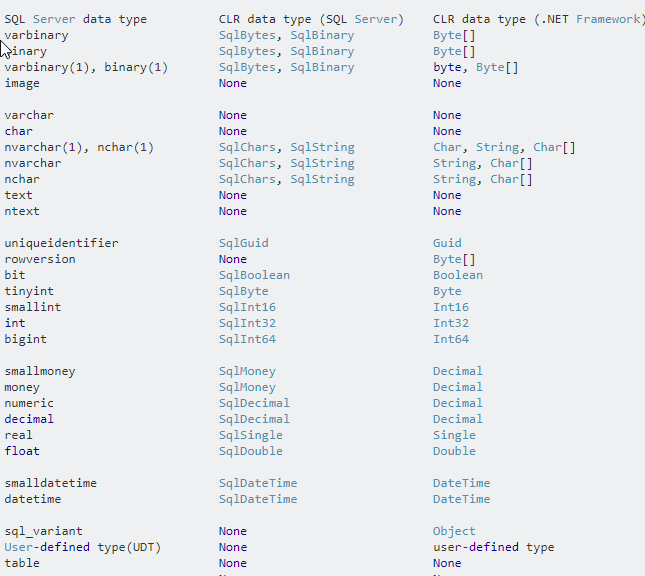 SQL Server data type CLR data type (SQL Server) CLR data type (.NET Framework)
varbinary SqlBytes, SqlBinary Byte[]
binary SqlBytes, SqlBinary Byte[]
varbinary(1), binary(1) SqlBytes, SqlBinary byte, Byte[]
image None None
varchar None None
char None None
nvarchar(1), nchar(1) SqlChars, SqlString Char, String, Char[]
nvarchar SqlChars, SqlString String, Char[]
nchar SqlChars, SqlString String, Char[]
text None None
ntext None None
uniqueidentifier SqlGuid Guid
rowversion None Byte[]
bit SqlBoolean Boolean
tinyint SqlByte Byte
smallint SqlInt16 Int16
int SqlInt32 Int32
bigint SqlInt64 Int64
smallmoney SqlMoney Decimal
money SqlMoney Decimal
numeric SqlDecimal Decimal
decimal SqlDecimal Decimal
real SqlSingle Single
float SqlDouble Double
smalldatetime SqlDateTime DateTime
datetime SqlDateTime DateTime
sql_variant None Object
User-defined type(UDT) None user-defined type
table None None